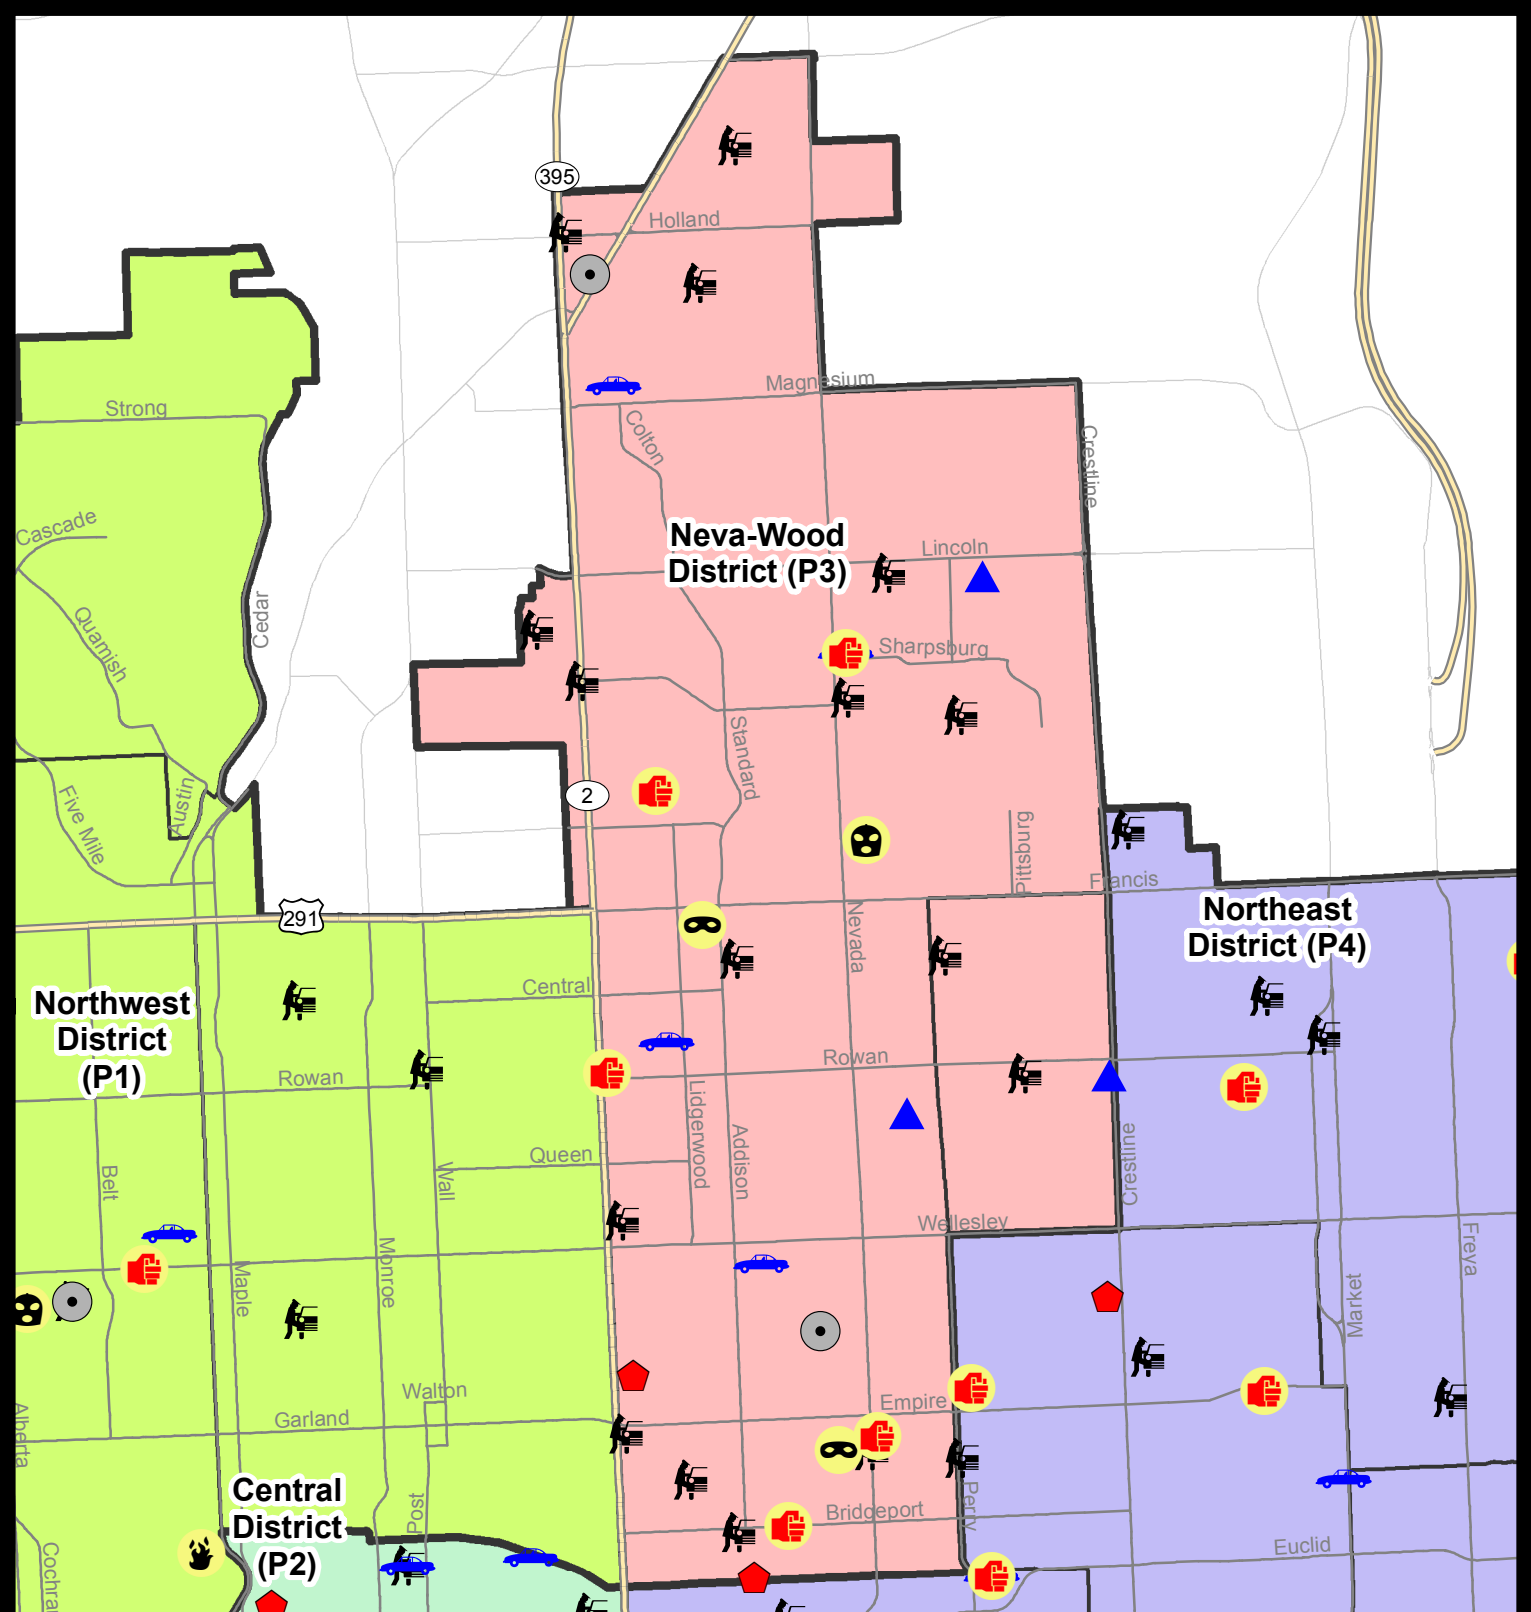 395
Holland
Magnesium
Strong
Colton
Crestline
Cascade
Neva-Wood
District (P3)
Lincoln
Quamish
Cedar
Sharpsburg
Standard
Five Mile
Austin
2
Pittsburg
Francis
291
Northeast
District (P4)
Nevada
Central
Northwest
District
(P1)
Rowan
Rowan
Lidgerwood
Addison
Queen
Belt
Wall
Crestline
Wellesley
Freya
Maple
Monroe
Market
Walton
Empire
Garland
Alberta
Central
District
(P2)
Post
Bridgeport
Perry
Euclid
Cochra